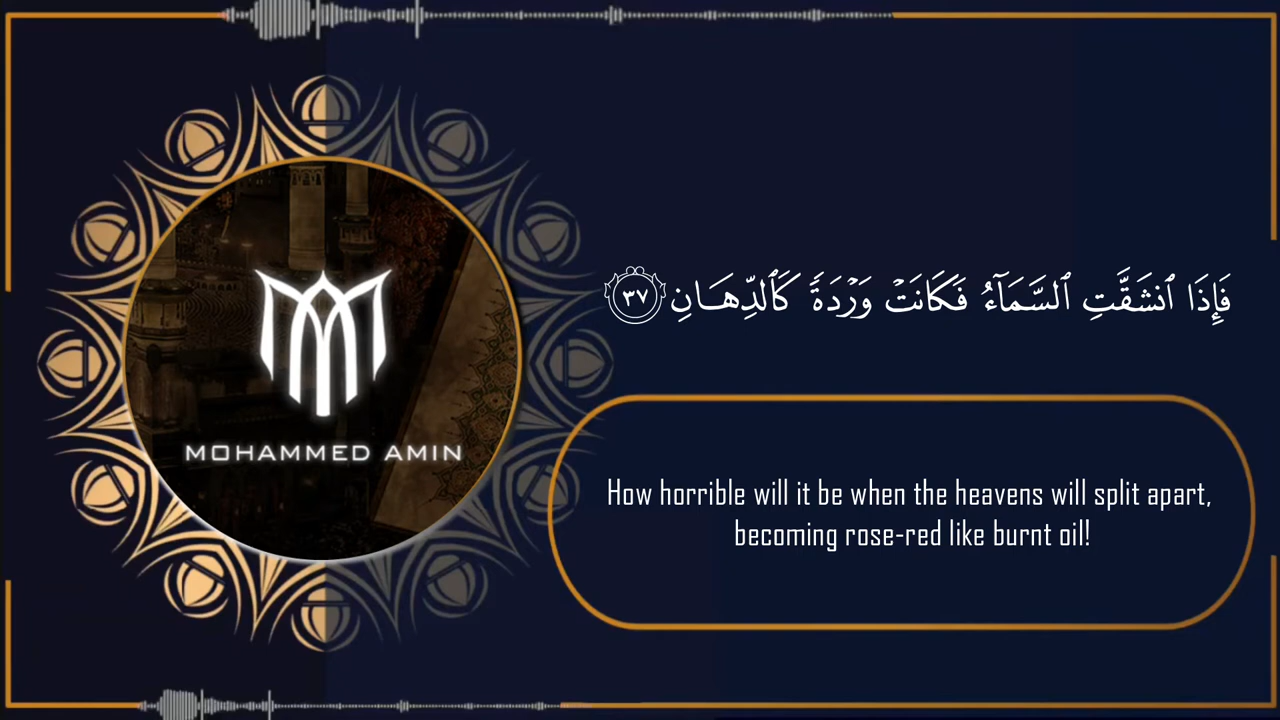 MOHAMMED AMIN
فَإِذَا ٱنشَقَّتِ ٱلسَّمَآءُ فَكَانَتۡ وَرۡدَةٗ كَٱلدِّهَانِ ٣٧
How horrible will it be when the heavens will split apart,
becoming rose-red like burnt oil!